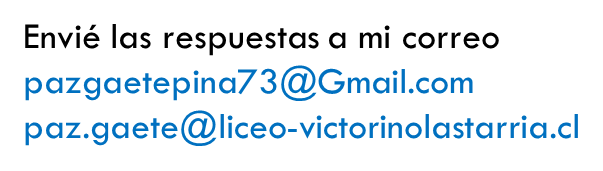 Envié las respuestas a mi correo
pazgaetepina73@Gmail.com
paz.gaete@liceo-victorinolastarria.cl